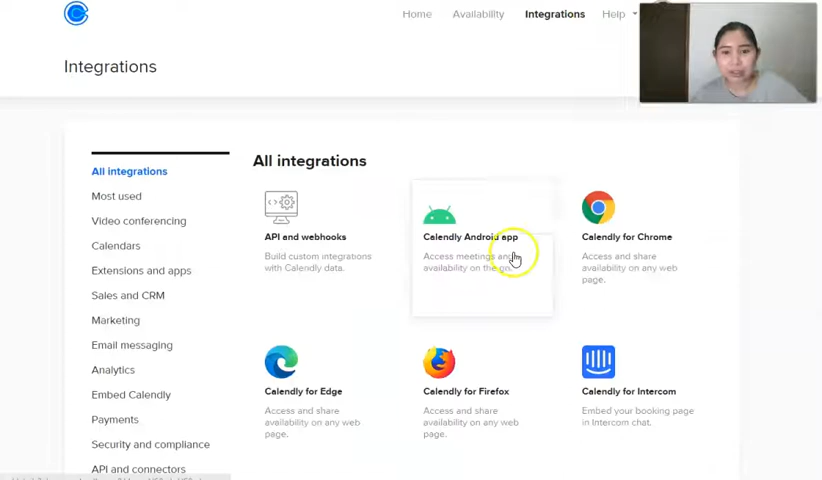 Home
Availability
Integrations
Help
Integrations
All integrations
Most used
Video conferencing
Calendars
Extensions and apps
Sales and CRM
Marketing
Email messaging
Analytics
Embed Calendly
Payments
Security and compliance
API and connectors
All integrations
API and webhooks
Build custom integrations
with Calendly data.
Calendly Android app
Access meetings and
availability on the go.
Calendly for Chrome
Access and share
availability on any web
page.
Calendly for Edge
Access and share
availability on any web
page.
Calendly for Firefox
Access and share
availability on any web
page.
Calendly for Intercom
Embed your booking page
in Intercom chat.